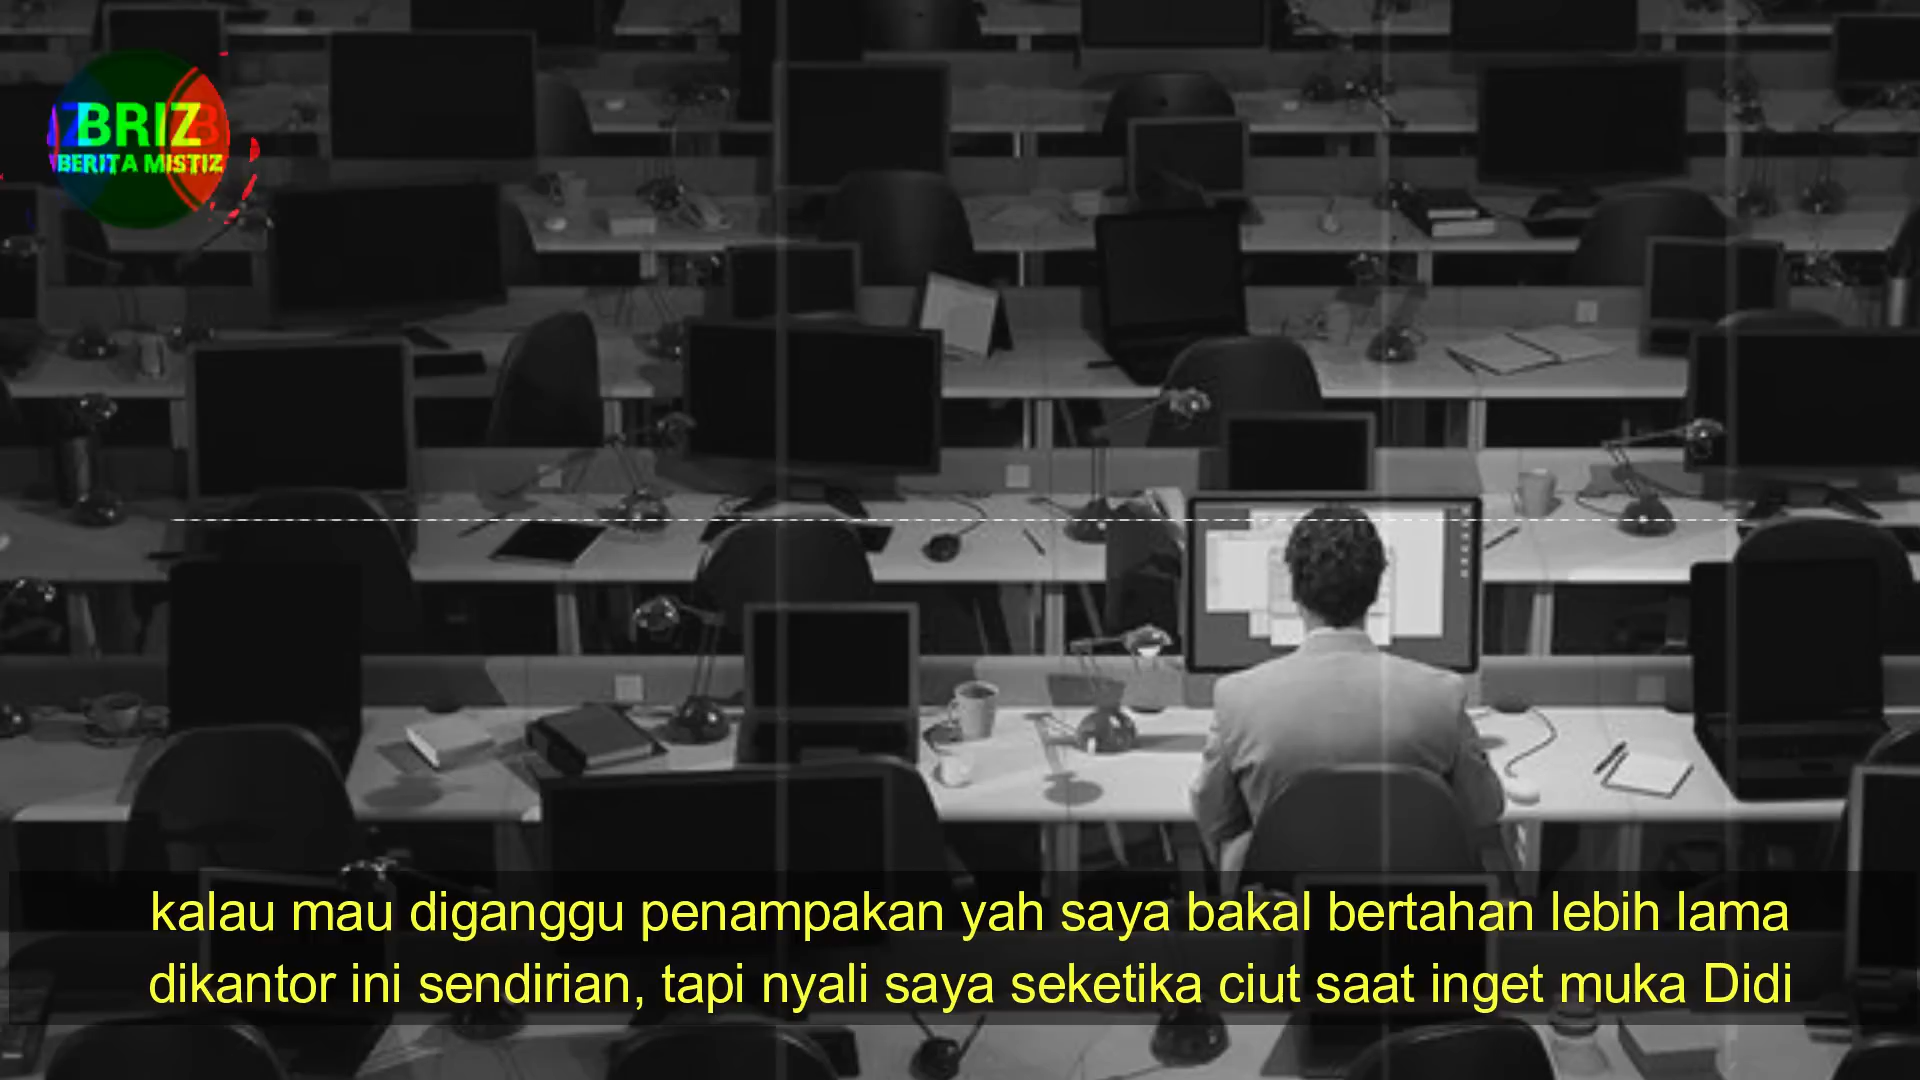 BRIZ
BERITA MISTIZ
kalau mau diganggu penampakan yah saya bakal bertahan lebih lama
dikantor ini sendirian, tapi nyali saya seketika ciut saat inget muka Didi